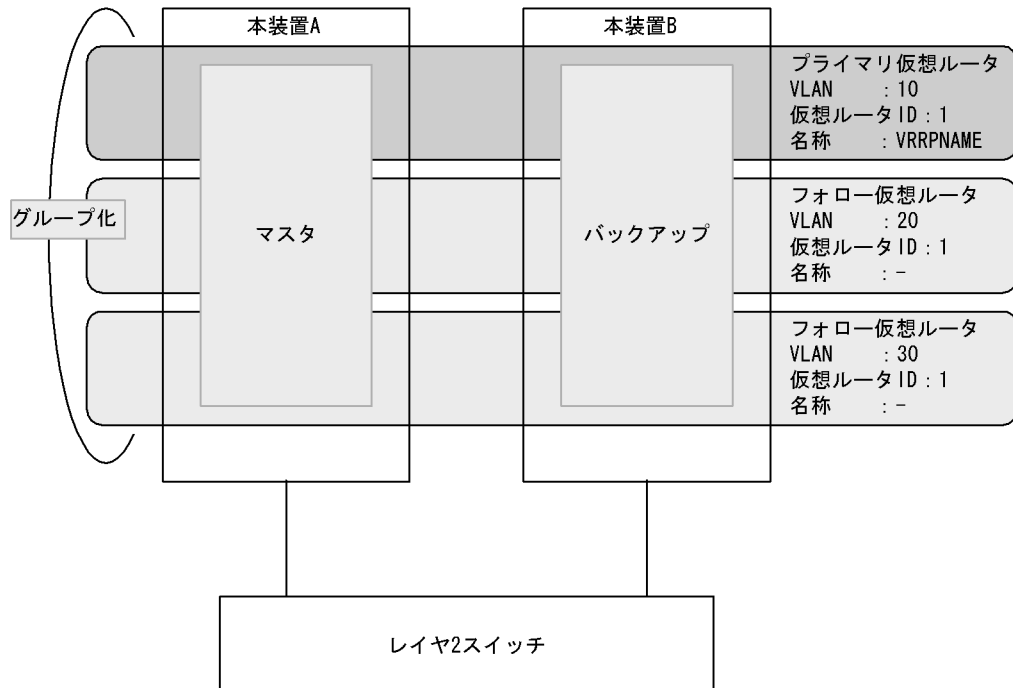 本装置A
本装置B
プライマリ仮想ルータ
VLAN : 10
仮想ルータID : 1
名称 : VRRPNAME
グループ化
マスタ
バックアップ
フォロー仮想ルータ
VLAN : 20
仮想ルータID : 1
名称 : -
フォロー仮想ルータ
VLAN : 30
仮想ルータID : 1
名称 : -
レイヤ2スイッチ